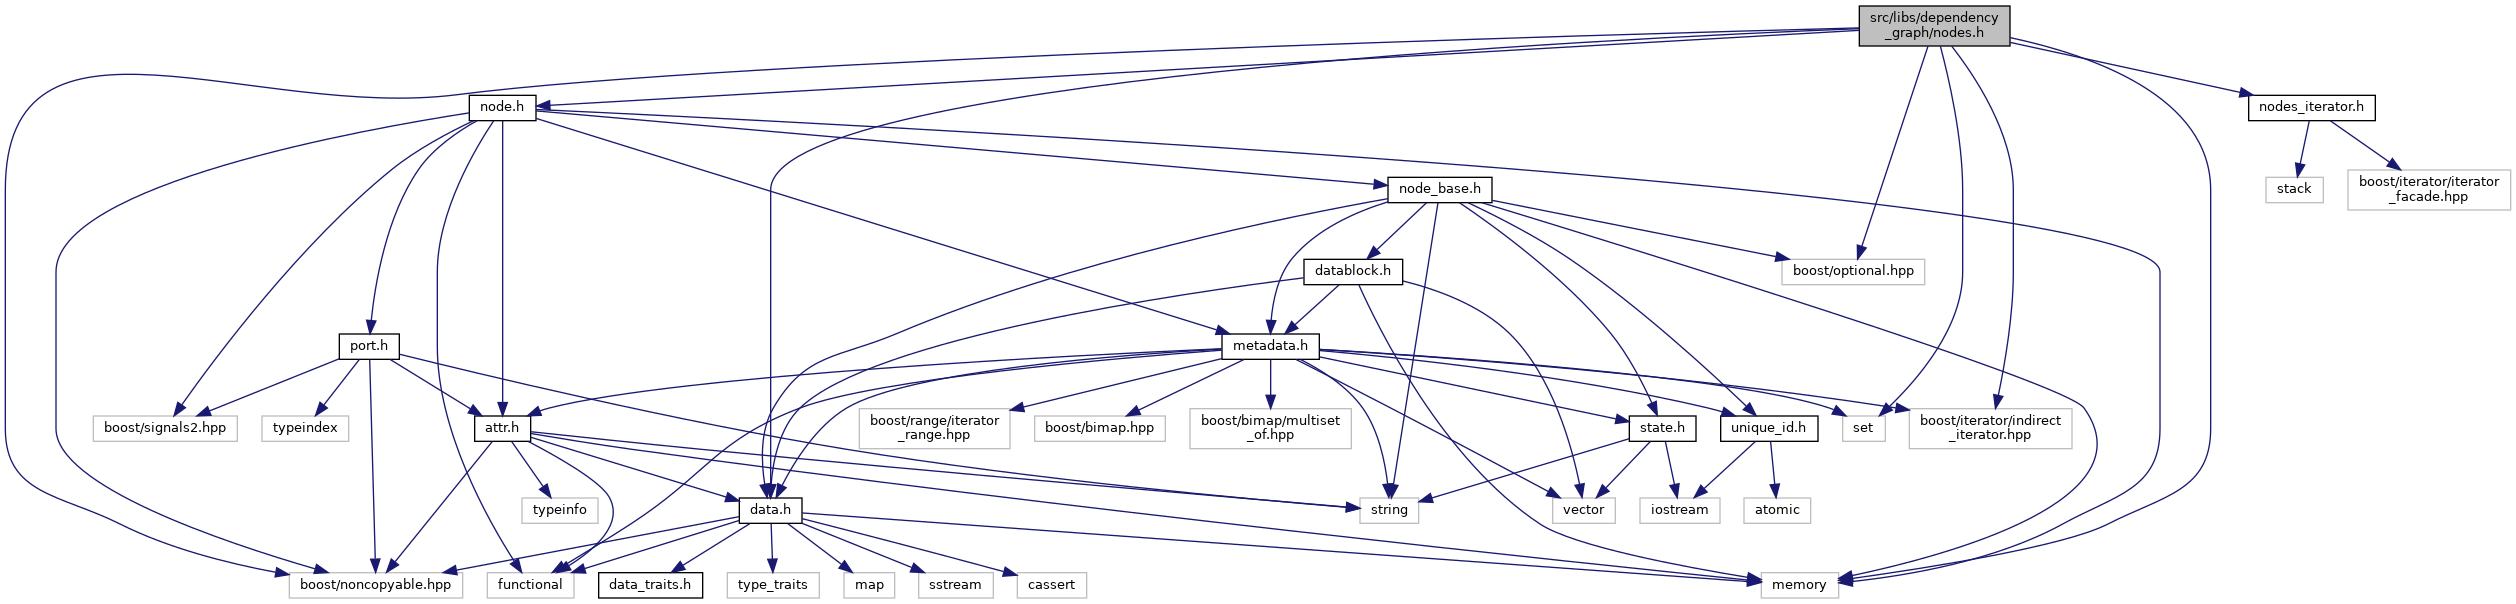 src/libs/dependency
_graph/nodes.h
node.h
nodes_iterator.h
node_base.h
stack
boost/iterator/iterator
_facade.hpp
datablock.h
boost/optional.hpp
port.h
metadata.h
boost/signals2.hpp
typeindex
attr.h
boost/range/iterator
_range.hpp
boost/bimap.hpp
boost/bimap/multiset
_of.hpp
state.h
unique_id.h
set
boost/iterator/indirect
_iterator.hpp
typeinfo
data.h
string
vector
iostream
atomic
boost/noncopyable.hpp
functional
data_traits.h
type_traits
map
sstream
cassert
memory